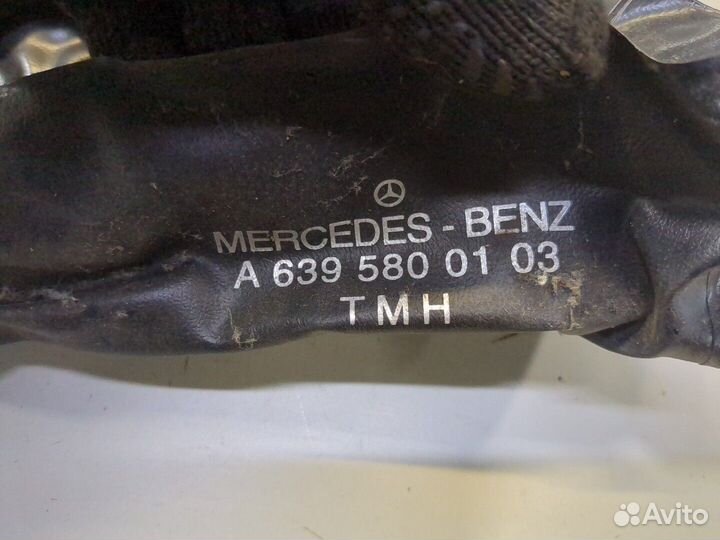 MERCEDES - BENZ
A 639 580 01 03
TMH
Avito